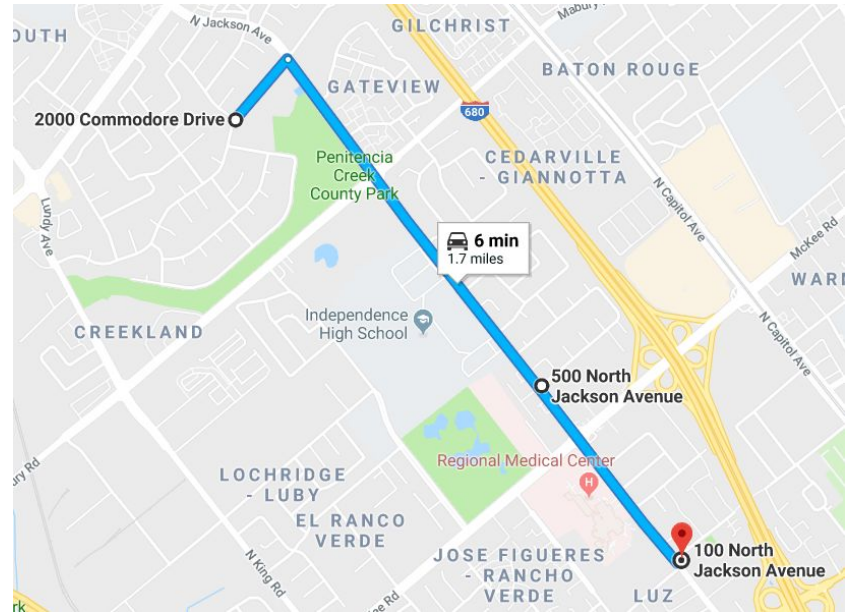 OUTH
N Jackson Ave
GILCHRIST
Mabury
BATON ROUGE
GATEVIEW
680
2000 Commodore Drive
Penitencia
Creek
County Park
CEDARVILLE
- GIANNOTTA
N Capitol Ave
Lundy Ave
6 min
1.7 miles
McKee Rd
WARN
Independence
High School
CREEKLAND
N Capitol Ave
500 North
Jackson Avenue
Regional Medical Center
H
ury Rd
LOCHRIDGE
- LUBY
EL RANCO
VERDE
N King Rd
JOSE FIGUERES
- RANCHO
VERDE
LUZ
100 North
Jackson Avenue
Kee Rd
rk